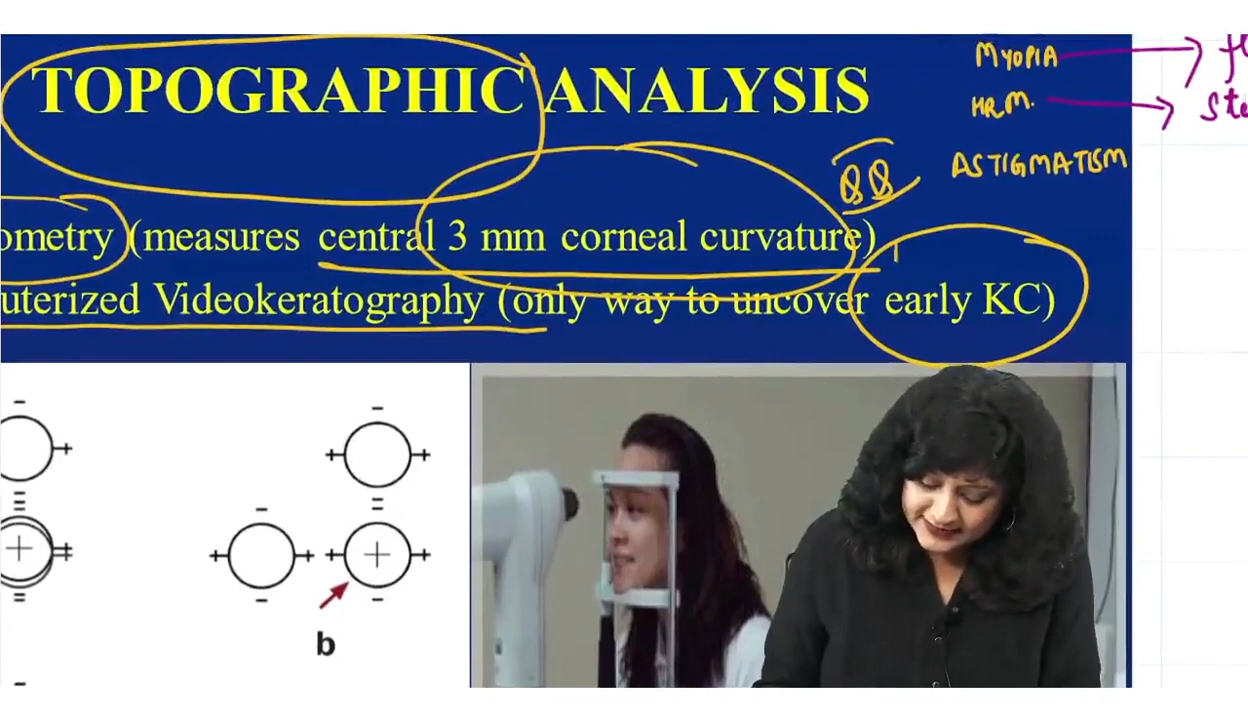 TOPOGRAPHIC ANALYSIS
MYOPIA
HRM.
ASTIGMATISM
ometry (measures central 3 mm corneal curvature)
uterized Videokeratography (only way to uncover early KC)
b